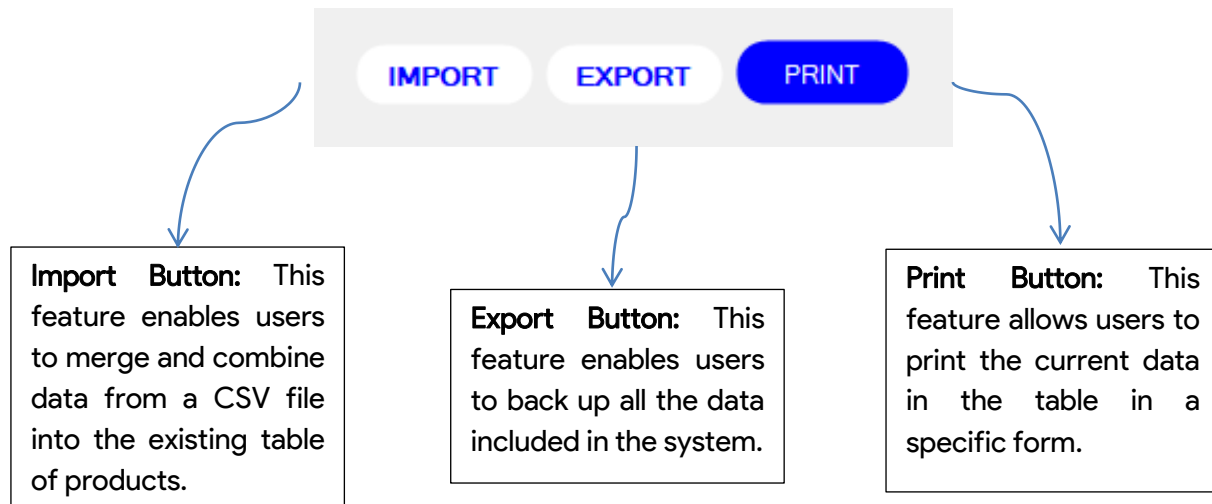 IMPORT EXPORT PRINT
Import Button: This
feature enables users
to merge and combine
data from a CSV file
into the existing table
of products.
Export Button: This
feature enables users
to back up all the data
included in the system.
Print Button: This
feature allows users to
print the current data
in the table in a
specific form.